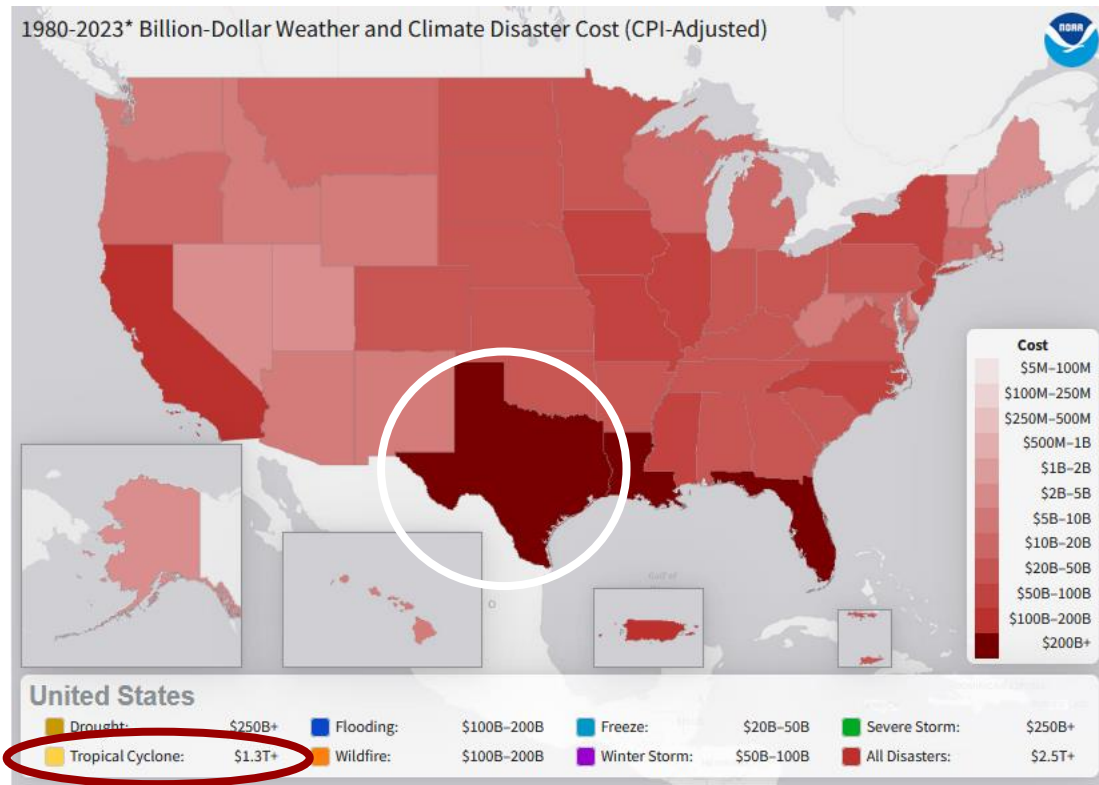 1980-2023* Billion-Dollar Weather and Climate Disaster Cost (CPI-Adjusted)
NOAA
Cost
$5M–100M
$100M–250M
$250M–500M
$500M–1B
$1B–2B
$2B–5B
$5B–10B
$10B–20B
$20B–50B
$50B–100B
$100B–200B
$200B+
Gulf of
United States
Drought: $250B+ Flooding: $100B–200B Freeze: $20B–50B Severe Storm: $250B+
Tropical Cyclone: $1.3T+ Wildfire: $100B–200B Winter Storm: $50B–100B All Disasters: $2.5T+